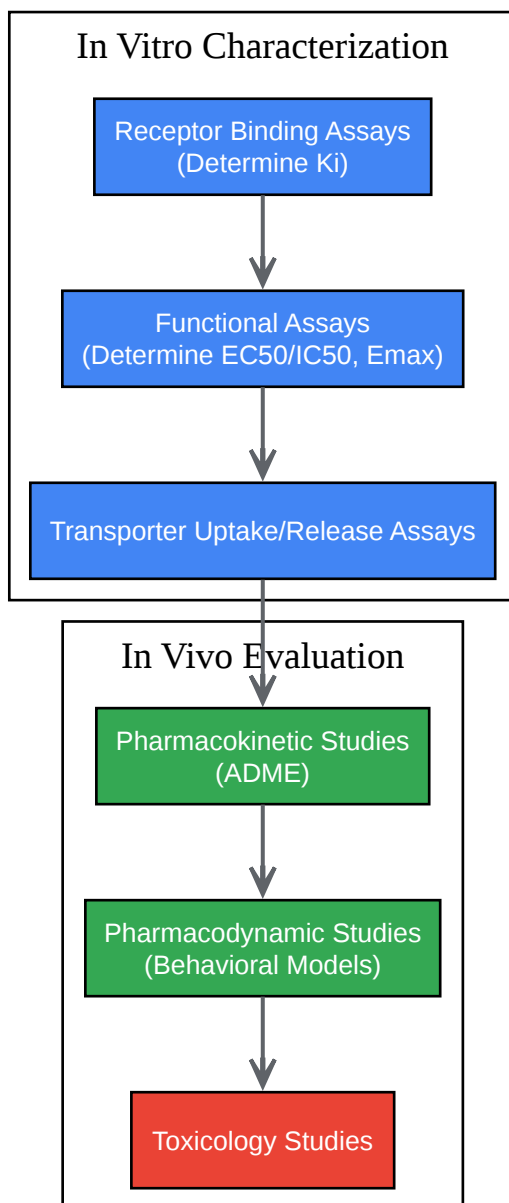 In Vitro Characterization
Receptor Binding Assays
(Determine Ki)
Functional Assays
(Determine EC50/IC50, Emax)
Transporter Uptake/Release Assays
In Vivo Evaluation
Pharmacokinetic Studies
(ADME)
Pharmacodynamic Studies
(Behavioral Models)
Toxicology Studies